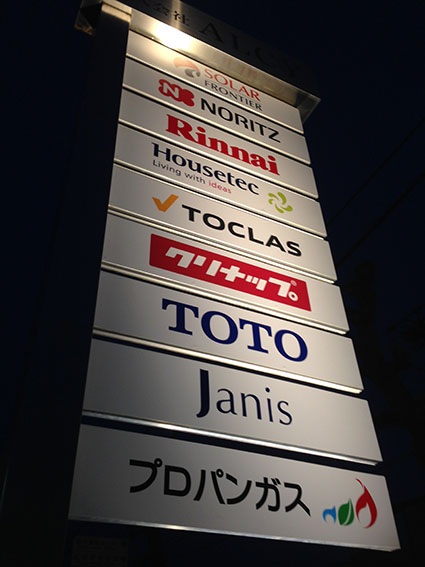 SOLAR
FRONTIER
NORITZ
Rinnai
Housetec
Living with ideas
TOCLAS
クリナップ
TOTO
Janis
プロパンガス